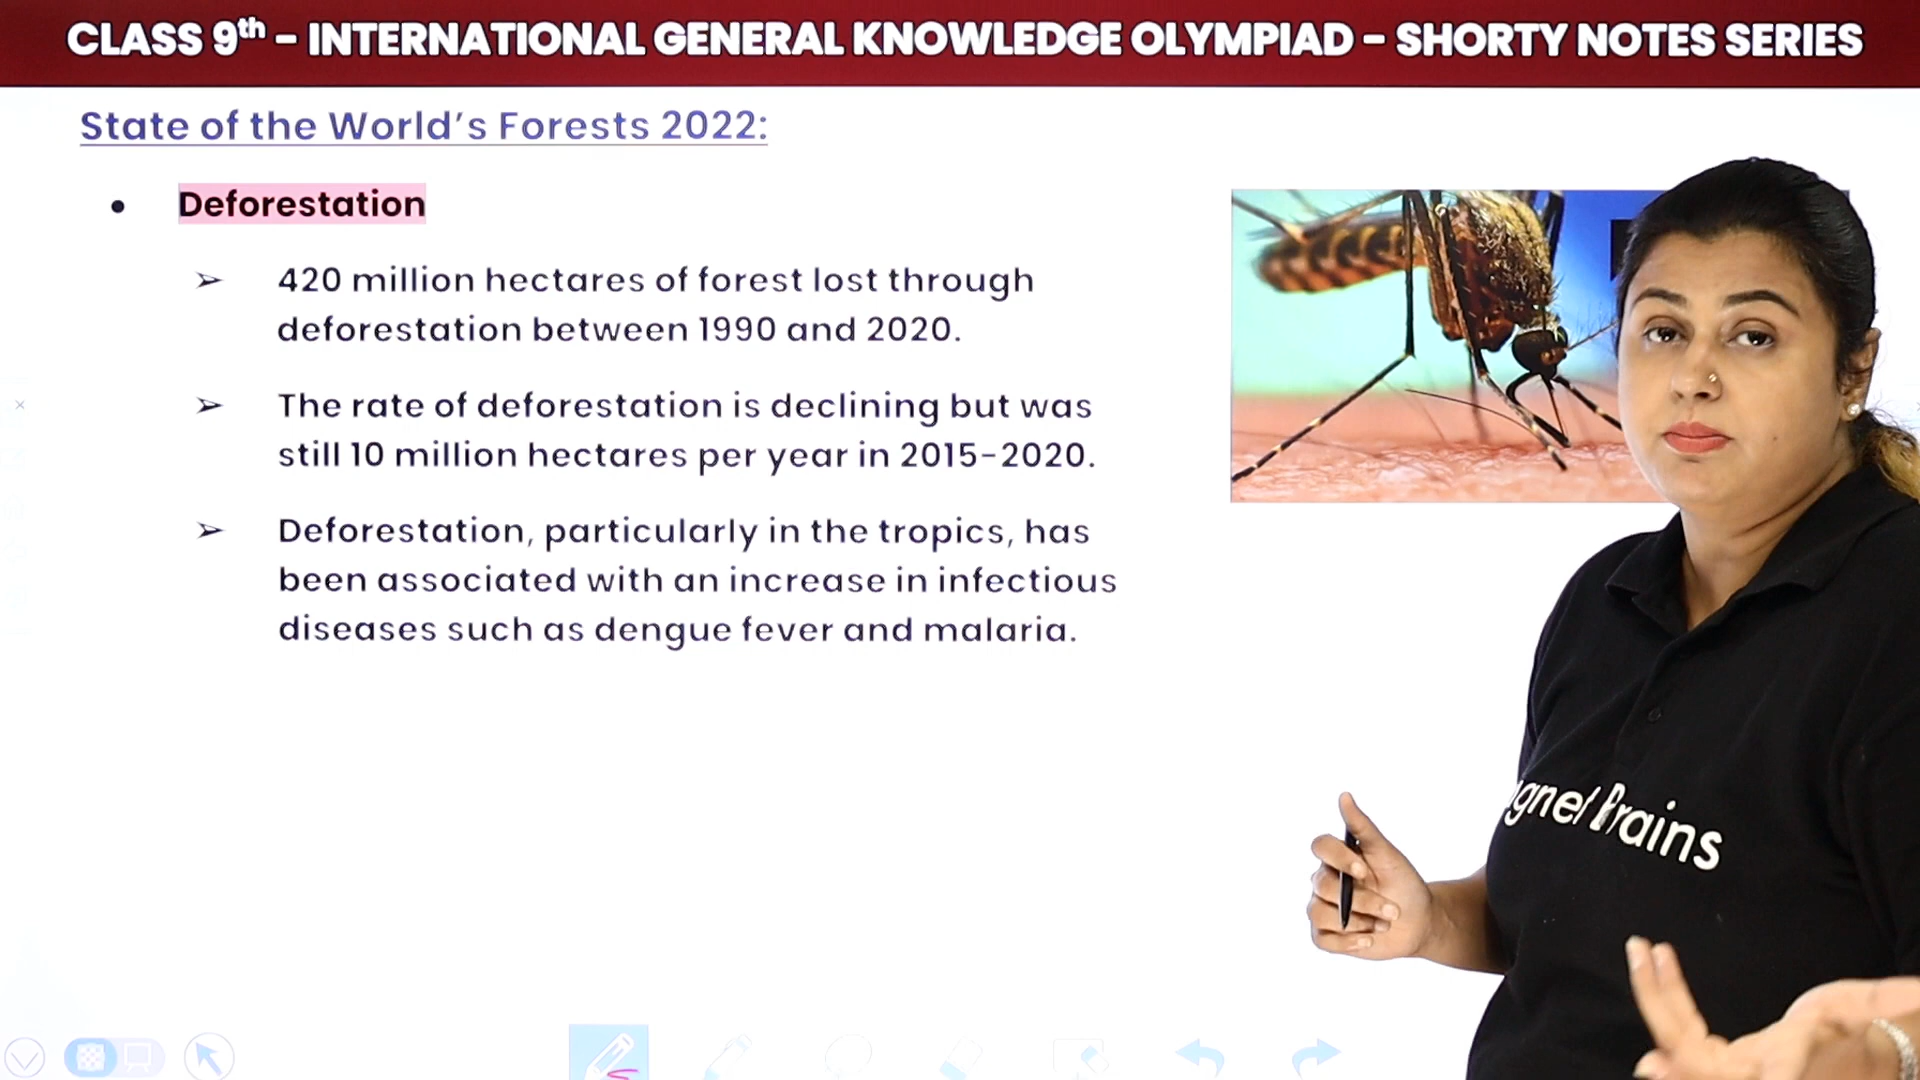 CLASS 9th - INTERNATIONAL GENERAL KNOWLEDGE OLYMPIAD - SHORTY NOTES SERIES
State of the World's Forests 2022:
• Deforestation
➢ 420 million hectares of forest lost through
deforestation between 1990 and 2020.
➢ The rate of deforestation is declining but was
still 10 million hectares per year in 2015-2020.
➢ Deforestation, particularly in the tropics, has
been associated with an increase in infectious
diseases such as dengue fever and malaria.
gnet Brains